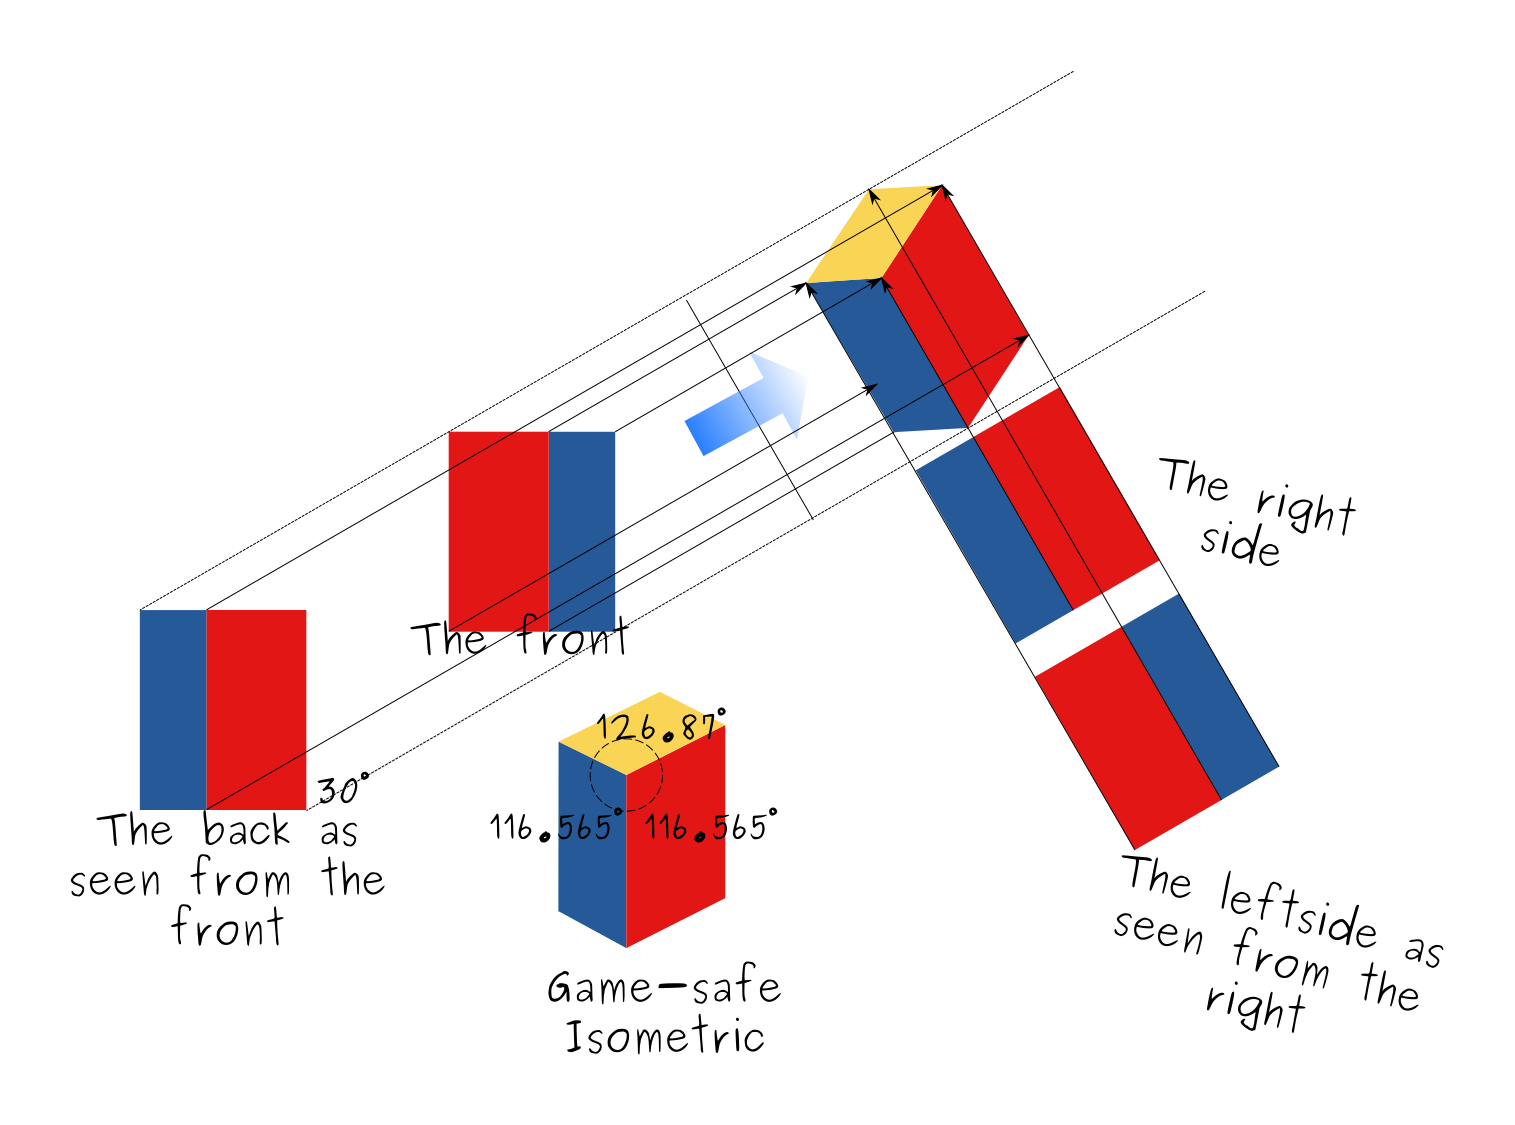 The right
side
The front
126.87°
30°
116.565°
116.565°
The back as
seen from the
front
The leftside as
seen from the
right
Game-safe
Isometric